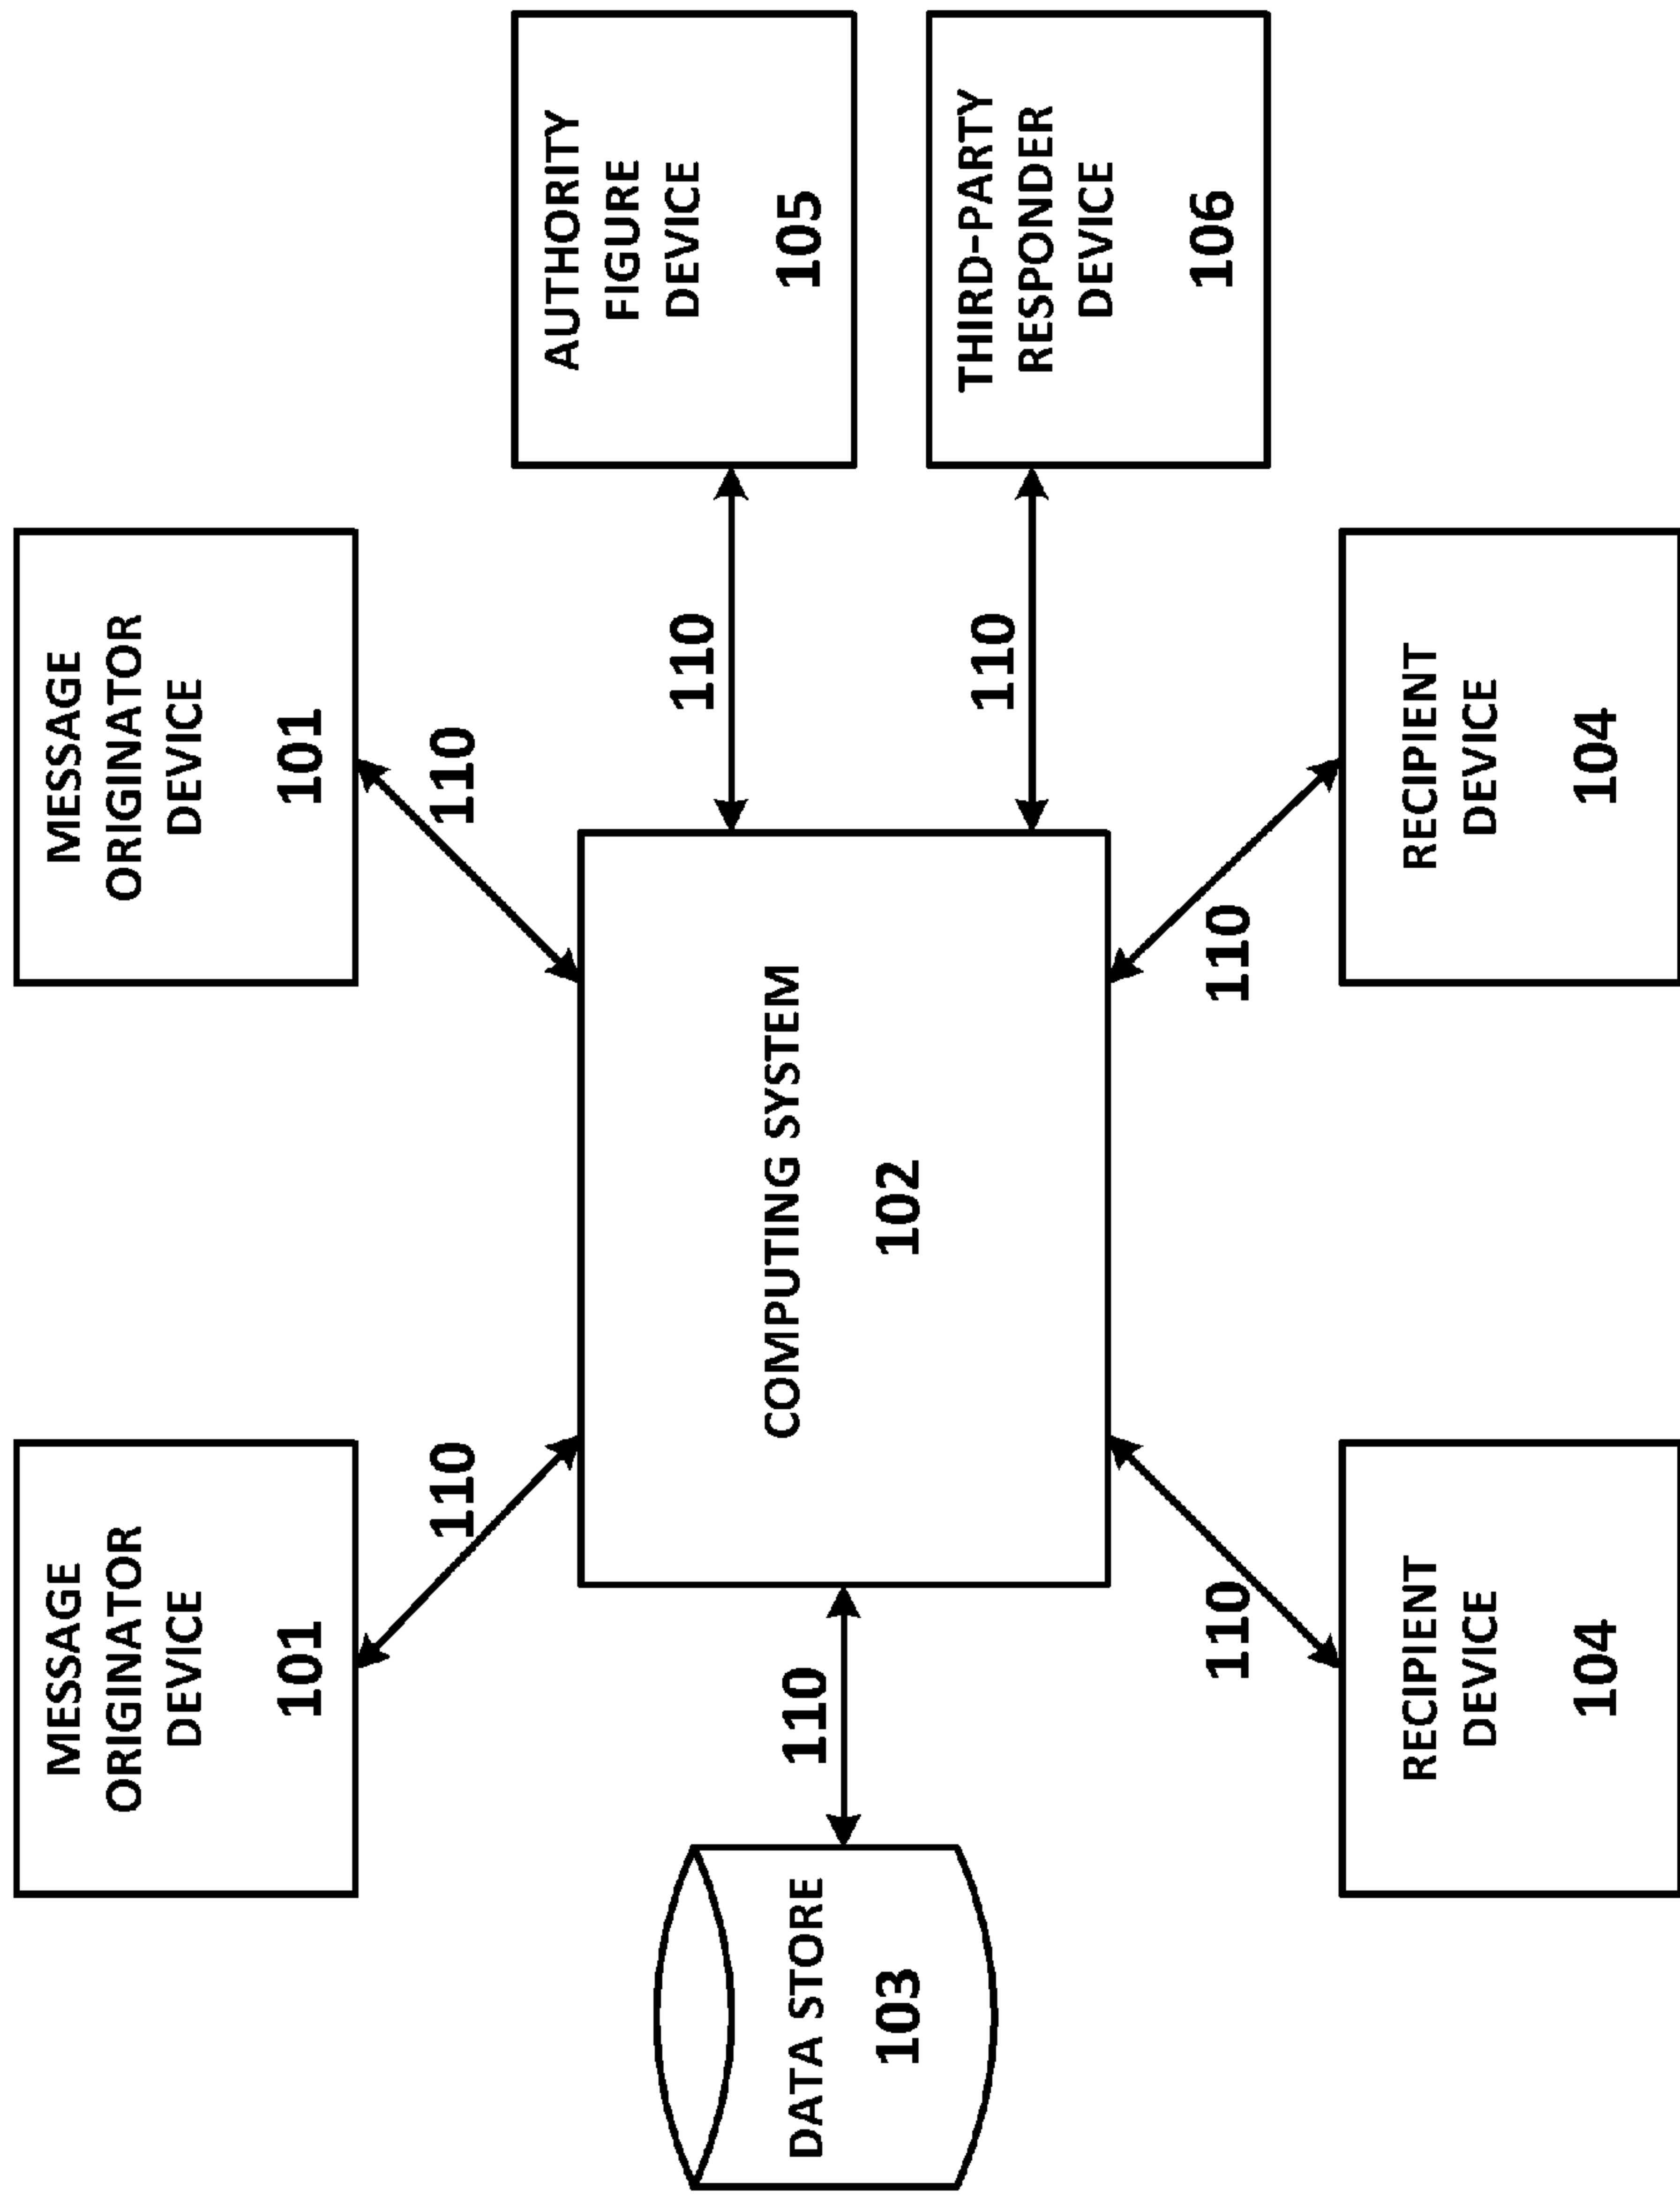 MESSAGE
ORIGINATOR
DEVICE
101
MESSAGE
ORIGINATOR
DEVICE
101
110
110
DATA STORE
103
110
COMPUTING SYSTEM
102
110
AUTHORITY
FIGURE
DEVICE
105
110
THIRD-PARTY
RESPONDER
DEVICE
106
110
110
RECIPIENT
DEVICE
104
RECIPIENT
DEVICE
104